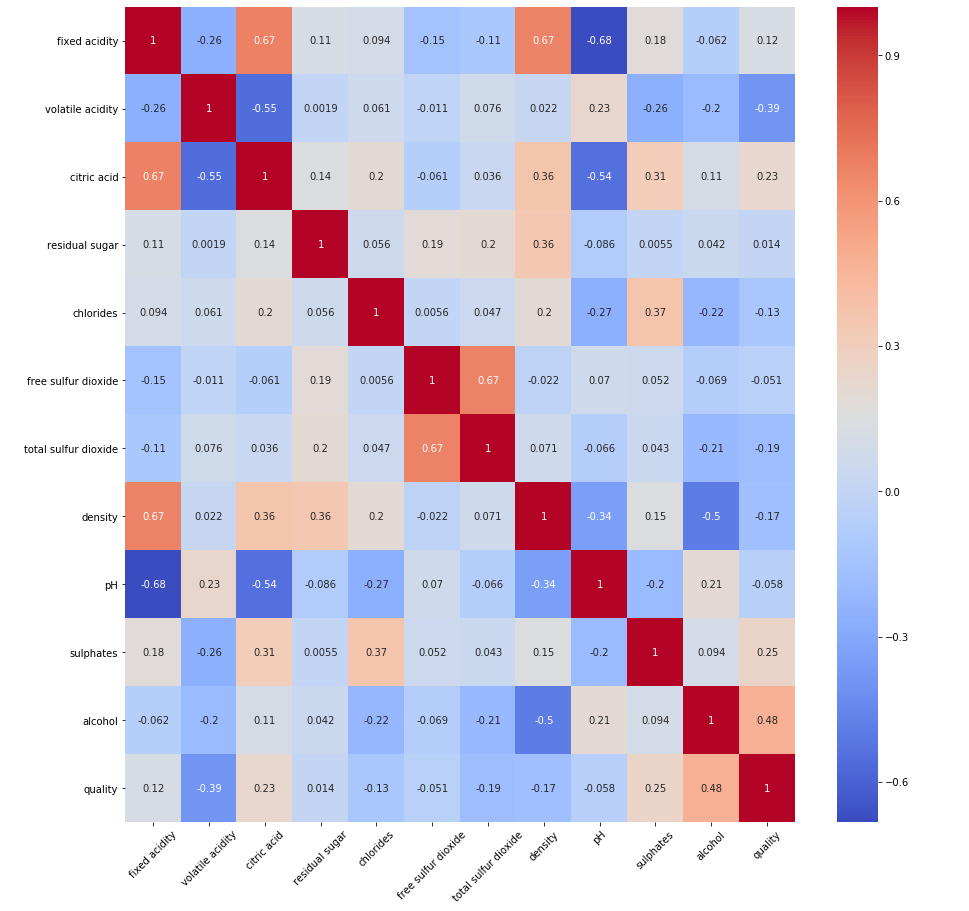 fixed acidity 1 -0.26 0.67 0.11 0.094 -0.15 -0.11 0.67 -0.68 0.18 -0.062 0.12
volatile acidity -0.26 1 -0.55 0.0019 0.061 -0.011 0.076 0.022 0.23 -0.26 -0.2 -0.39
citric acid 0.67 -0.55 1 0.14 0.2 -0.061 0.036 0.36 -0.54 0.31 0.11 0.23
residual sugar 0.11 0.0019 0.14 1 0.056 0.19 0.2 0.36 -0.086 0.0055 0.042 0.014
chlorides 0.094 0.061 0.2 0.056 1 0.0056 0.047 0.2 -0.27 0.37 -0.22 -0.13
free sulfur dioxide -0.15 -0.011 -0.061 0.19 0.0056 1 0.67 -0.022 0.07 0.052 -0.069 -0.051
total sulfur dioxide -0.11 0.076 0.036 0.2 0.047 0.67 1 0.071 -0.066 0.043 -0.21 -0.19
density 0.67 0.022 0.36 0.36 0.2 -0.022 0.071 1 -0.34 0.15 -0.5 -0.17
pH -0.68 0.23 -0.54 -0.086 -0.27 0.07 -0.066 -0.34 1 -0.2 0.21 -0.058
sulphates 0.18 -0.26 0.31 0.0055 0.37 0.052 0.043 0.15 -0.2 1 0.094 0.25
alcohol -0.062 -0.2 0.11 0.042 -0.22 -0.069 -0.21 -0.5 0.21 0.094 1 0.48
quality 0.12 -0.39 0.23 0.014 -0.13 -0.051 -0.19 -0.17 -0.058 0.25 0.48 1
fixed acidity volatile acidity citric acid residual sugar chlorides free sulfur dioxide total sulfur dioxide density pH sulphates alcohol quality
0.9
0.6
0.3
0.0
−0.3
−0.6